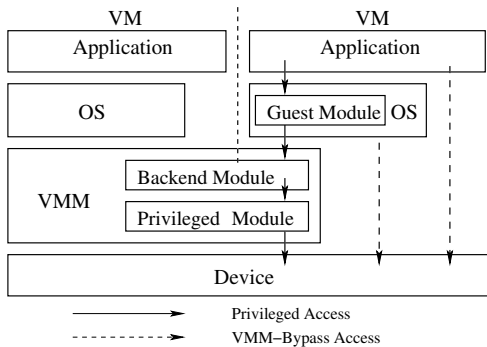 VM
VM
Application
Application
OS
Guest Module
OS
VMM
Backend Module
Privileged Module
Device
Privileged Access
VMM-Bypass Access